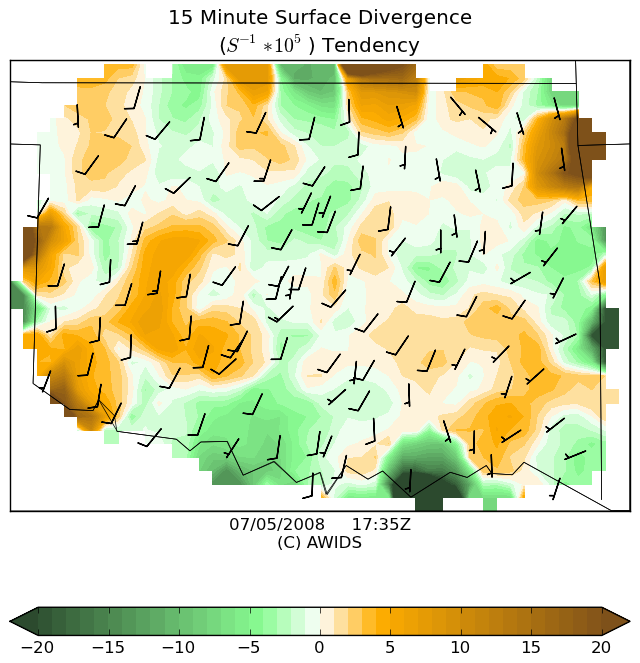 15 Minute Surface Divergence
(S⁻¹ *10⁵ ) Tendency
07/05/2008 17:35Z
(C) AWIDS
−20 −15 −10 −5 0 5 10 15 20